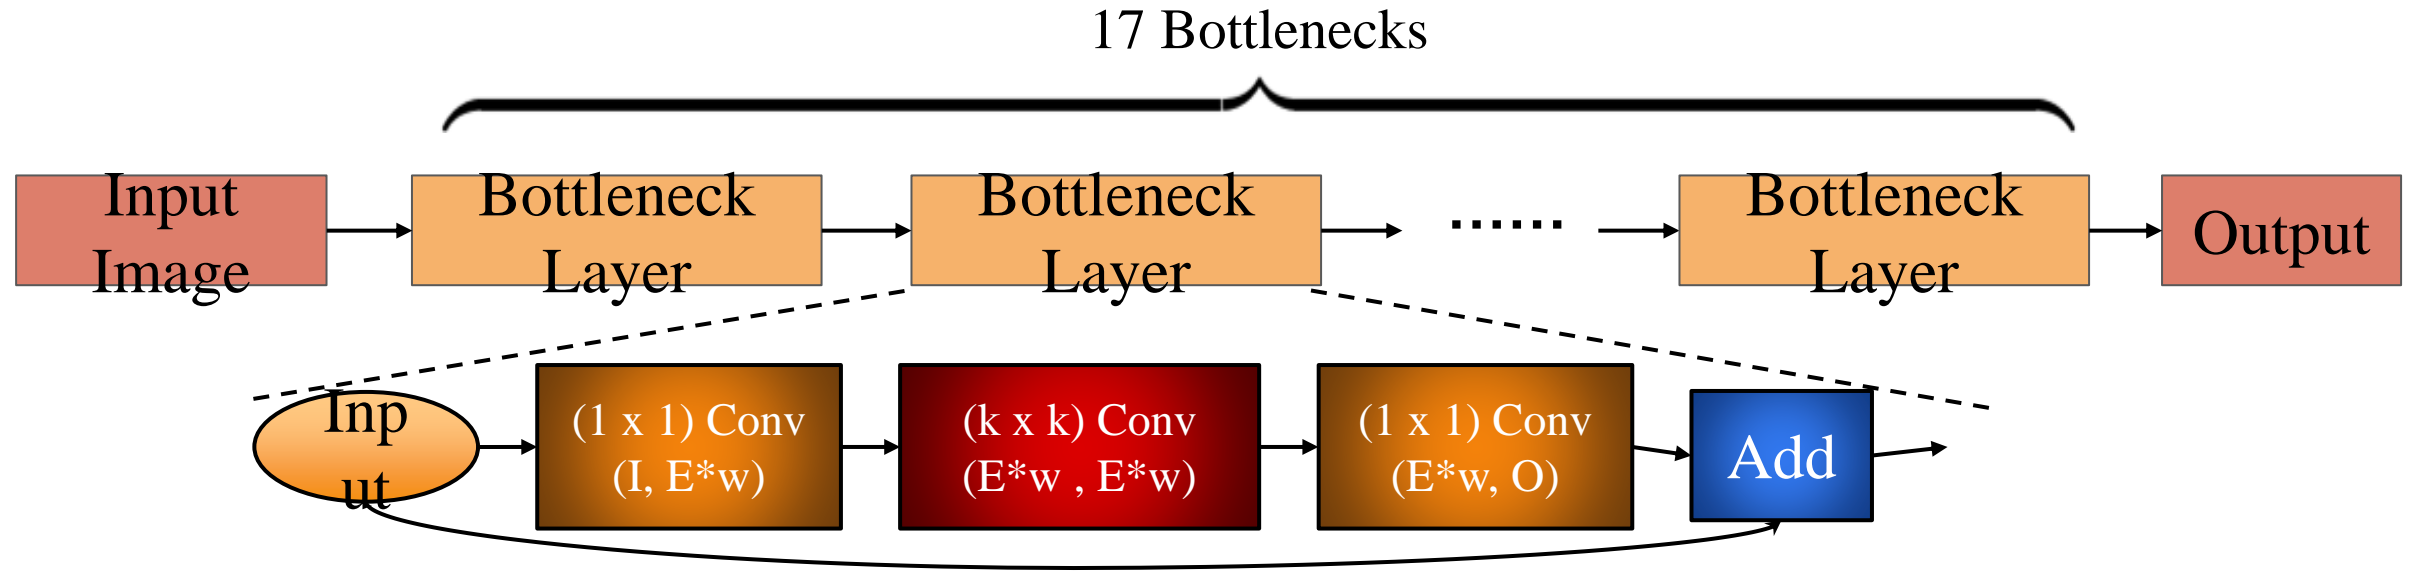 17 Bottlenecks
Input
Image
Bottleneck
Layer
Bottleneck
Layer
......
Bottleneck
Layer
Output
Inp
ut
(1 x 1) Conv
(I, E*w)
(k x k) Conv
(E*w , E*w)
(1 x 1) Conv
(E*w, O)
Add